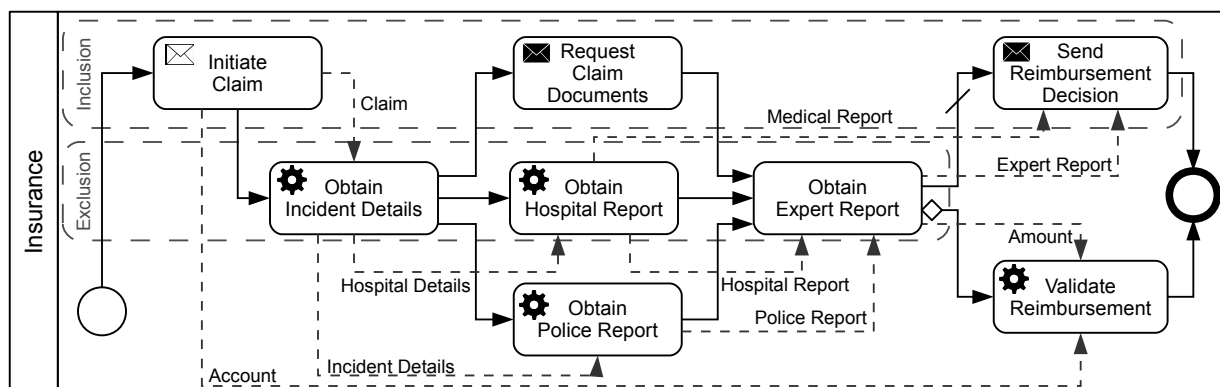 Insurance
Inclusion
Exclusion
Initiate
Claim
Request
Claim
Documents
Send
Reimbursement
Decision
Claim
Medical Report
Expert Report
Obtain
Incident Details
Obtain
Hospital Report
Obtain
Expert Report
Amount
Hospital Details
Hospital Report
Obtain
Police Report
Police Report
Validate
Reimbursement
Incident Details
Account